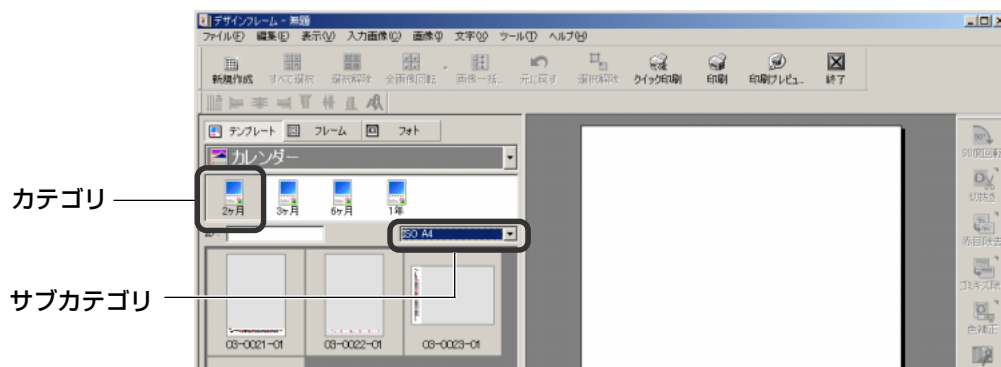 デザインフレーム - 無題
ファイル(F) 編集(E) 表示(V) 入力画像(C) 画像(I) 文字(X) ツール(T) ヘルプ(H)
新規作成 すべて選択 選択解除 全画像回転 画像一括.. 元に戻す 選択解除 クイック印刷 印刷 印刷プレビュ.. 終了
テンプレート フレーム フォト
カレンダー
90度回転
切抜き
カテゴリ
2ヶ月 3ヶ月 6ヶ月 1年
ISO A4
赤目除去
サブカテゴリ
ゴミキズ除
色補正
03-0021-01 03-0022-01 03-0023-01